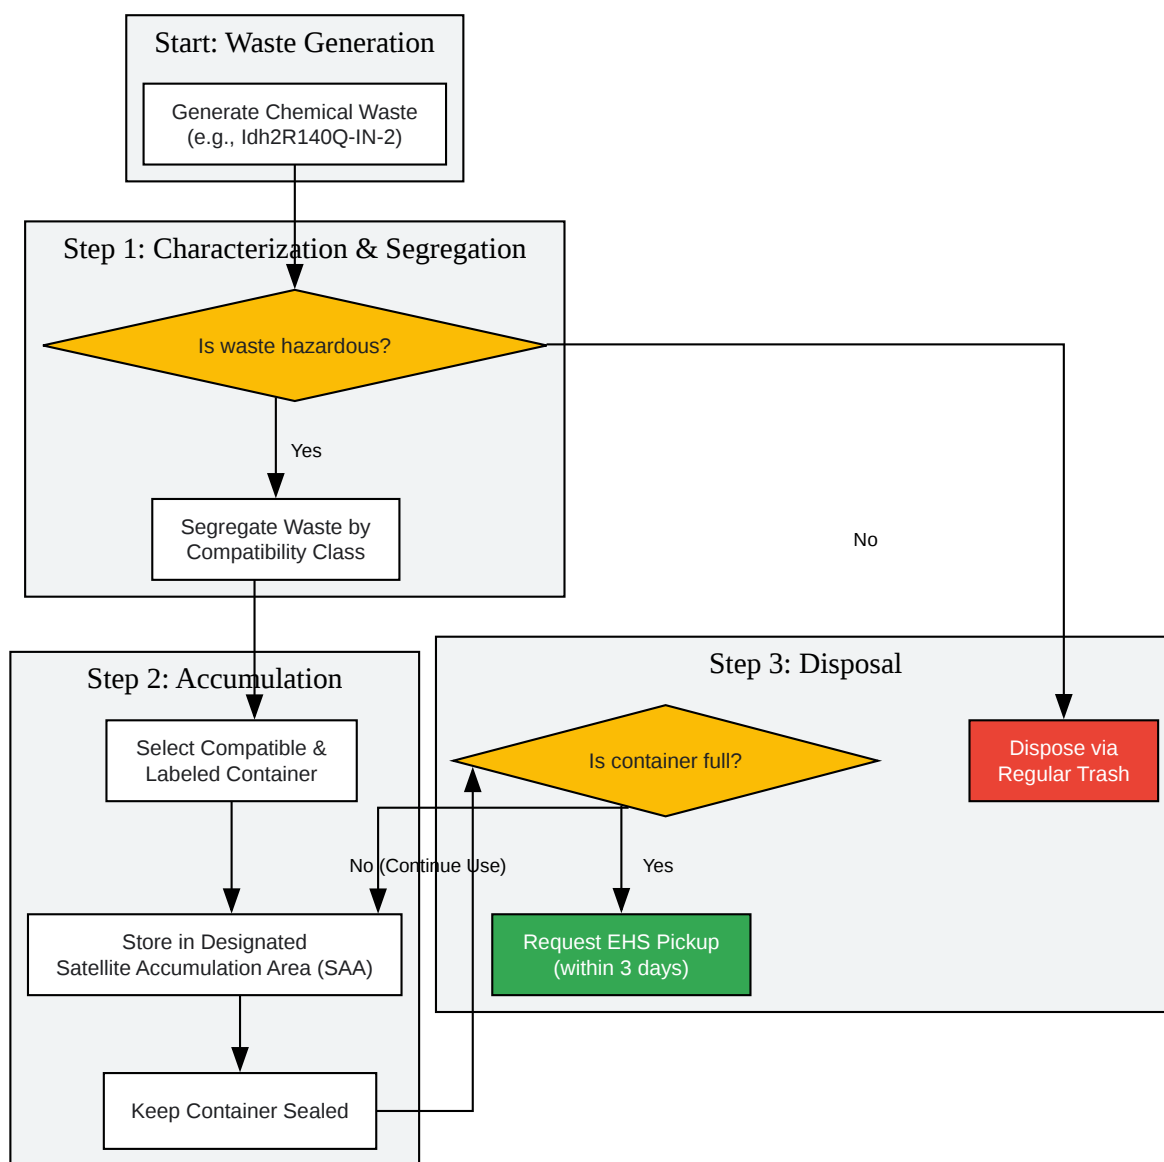 Start: Waste Generation
Generate Chemical Waste
(e.g., Idh2R140Q-IN-2)
Step 1: Characterization & Segregation
Is waste hazardous?
Yes
Segregate Waste by
Compatibility Class
No
Step 2: Accumulation
Select Compatible &
Labeled Container
Step 3: Disposal
Is container full?
Dispose via
Regular Trash
No (Continue Use)
Yes
Store in Designated
Satellite Accumulation Area (SAA)
Request EHS Pickup
(within 3 days)
Keep Container Sealed